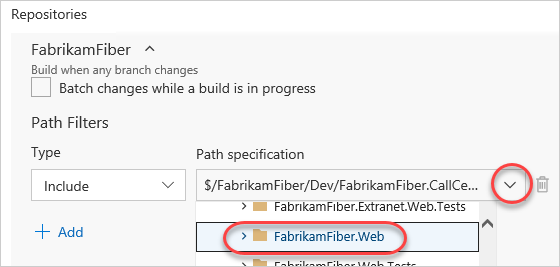 Repositories
FabrikamFiber
Build when any branch changes
Batch changes while a build is in progress
Path Filters
Type
Path specification
Include
$/FabrikamFiber/Dev/FabrikamFiber.CallCe...
FabrikamFiber.Extranet.Web.Tests
+ Add
FabrikamFiber.Web
FabrikamFiber.Web.Tests